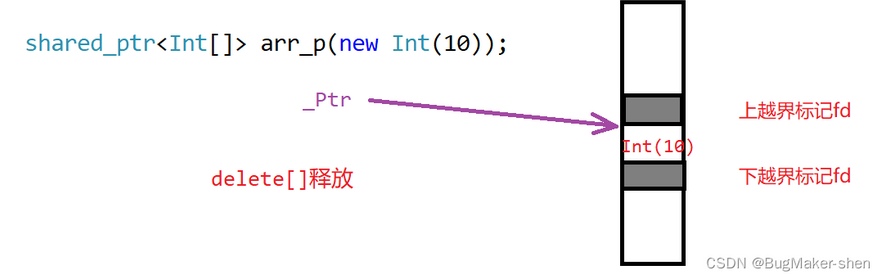 shared_ptr<Int[]> arr_p(new Int(10));
_Ptr
上越界标记fd
Int(10)
delete[]释放
下越界标记fd
CSDN @BugMaker-shen